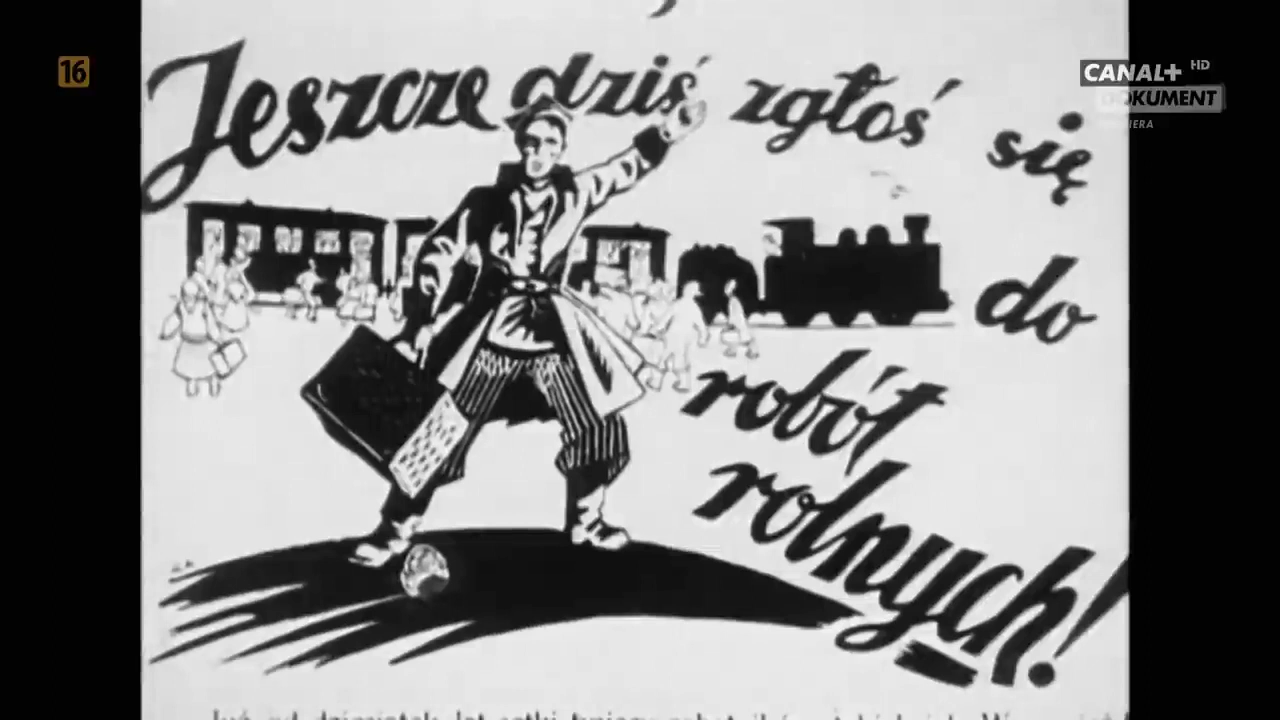 16
CANAL+ HD
DOKUMENT
Jeszcze dziś zgłoś się
do
robót
rolnych!